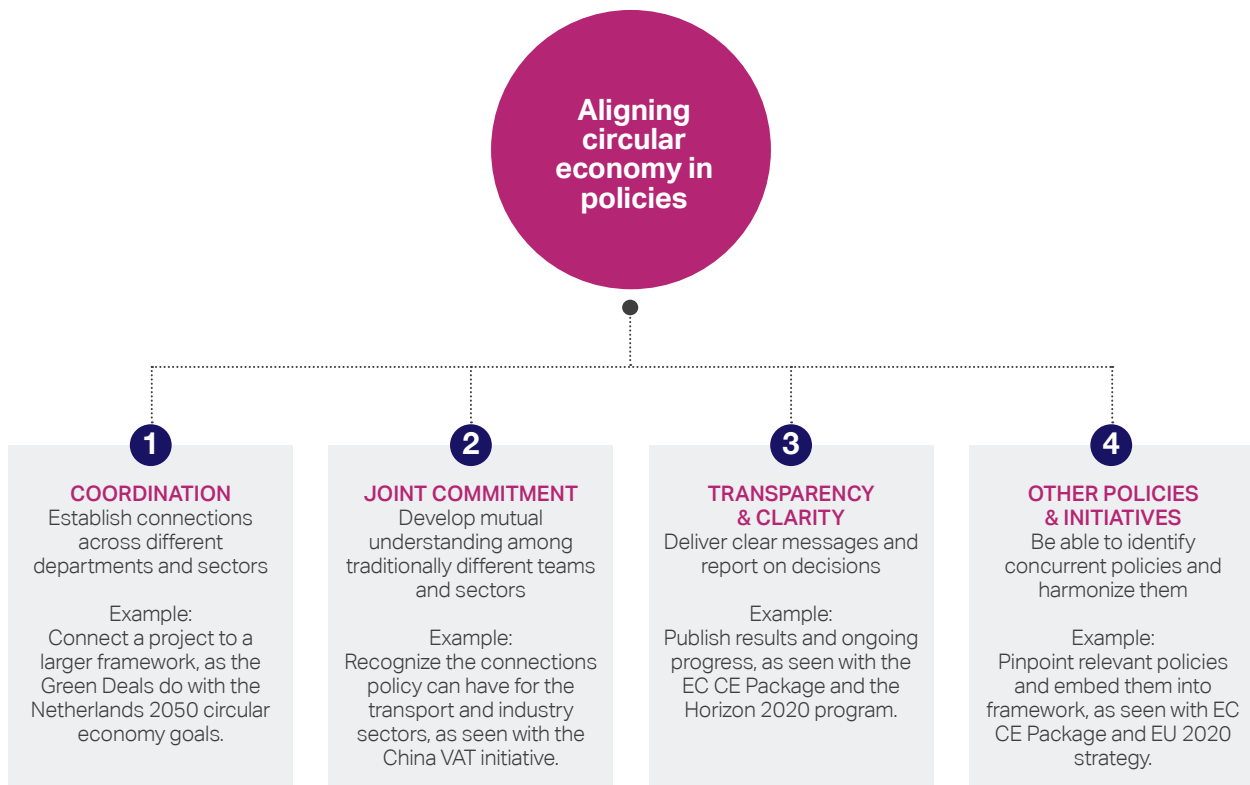 Aligning
circular
economy in
policies
1
COORDINATION
Establish connections
across different
departments and sectors
Example:
Connect a project to a
larger framework, as the
Green Deals do with the
Netherlands 2050 circular
economy goals.
2
JOINT COMMITMENT
Develop mutual
understanding among
traditionally different teams
and sectors
Example:
Recognize the connections
policy can have for the
transport and industry
sectors, as seen with the
China VAT initiative.
3
TRANSPARENCY
& CLARITY
Deliver clear messages and
report on decisions
Example:
Publish results and ongoing
progress, as seen with the
EC CE Package and the
Horizon 2020 program.
4
OTHER POLICIES
& INITIATIVES
Be able to identify
concurrent policies and
harmonize them
Example:
Pinpoint relevant policies
and embed them into
framework, as seen with EC
CE Package and EU 2020
strategy.